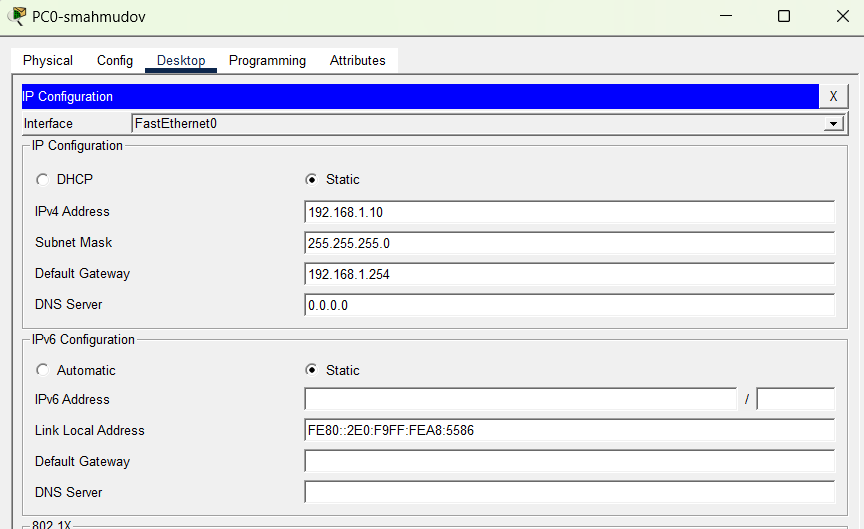 PC0-smahmudov
Physical Config Desktop Programming Attributes
IP Configuration X
Interface FastEthernet0
IP Configuration
DHCP Static
IPv4 Address 192.168.1.10
Subnet Mask 255.255.255.0
Default Gateway 192.168.1.254
DNS Server 0.0.0.0
IPv6 Configuration
Automatic Static
IPv6 Address /
Link Local Address FE80::2E0:F9FF:FEA8:5586
Default Gateway
DNS Server
802.1X